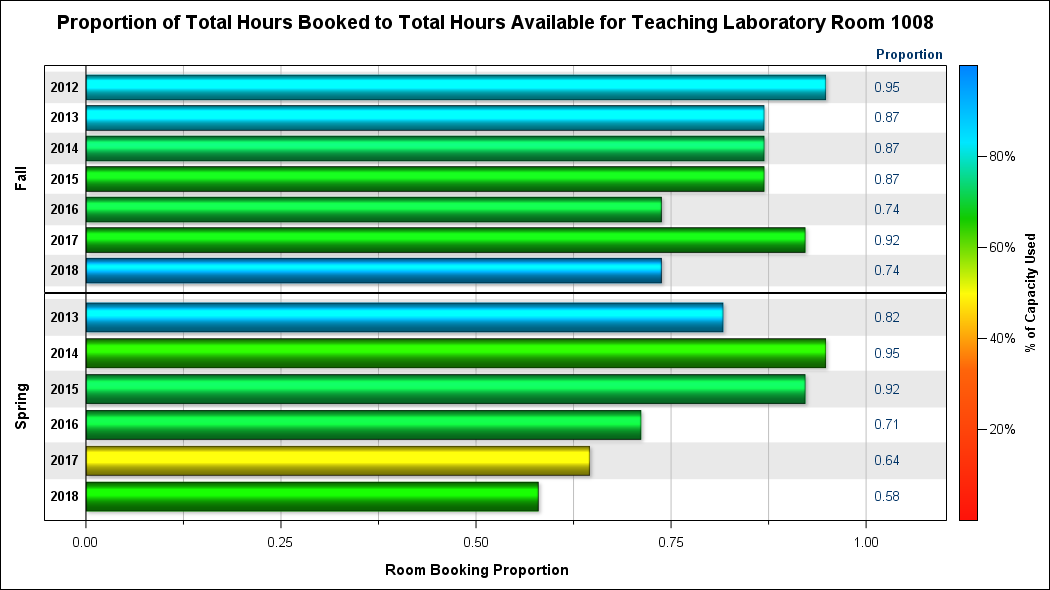 Proportion of Total Hours Booked to Total Hours Available for Teaching Laboratory Room 1008
Proportion
Fall
2012 0.95
2013 0.87
2014 0.87
2015 0.87
2016 0.74
2017 0.92
2018 0.74
Spring
2013 0.82
2014 0.95
2015 0.92
2016 0.71
2017 0.64
2018 0.58
0.00 0.25 0.50 0.75 1.00
Room Booking Proportion
80%
60%
40%
20%
% of Capacity Used